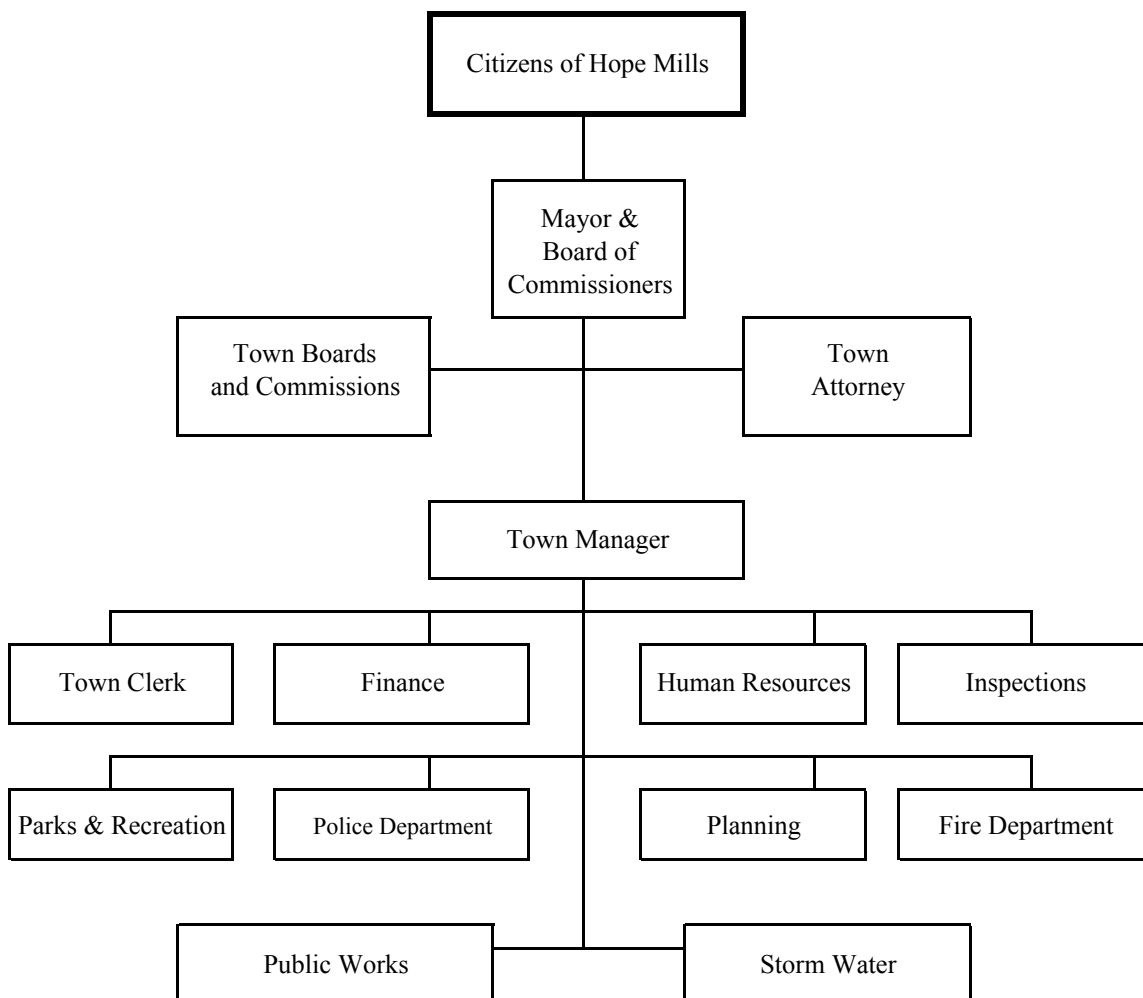 Citizens of Hope Mills
Mayor &
Board of
Commissioners
Town Boards
and Commissions
Town
Attorney
Town Manager
Town Clerk
Finance
Human Resources
Inspections
Parks & Recreation
Police Department
Planning
Fire Department
Public Works
Storm Water